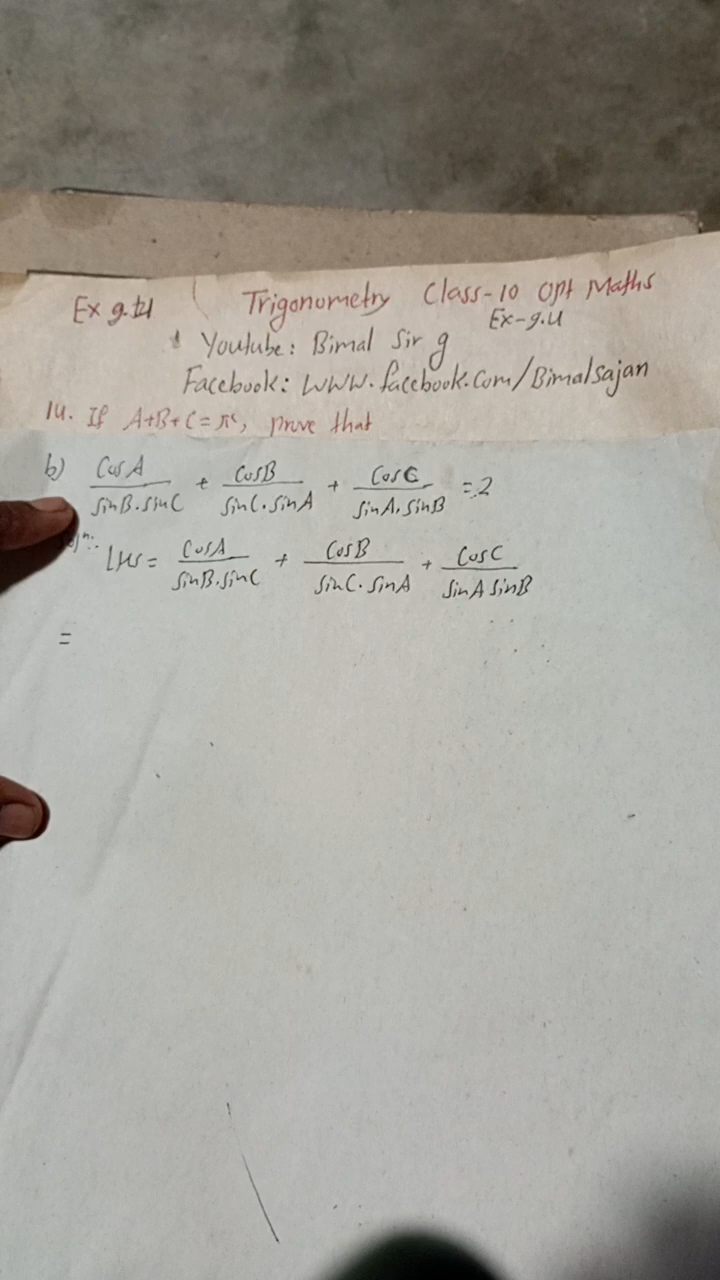 Ex 9.4 Trigonometry Class-10 Opt Maths
Ex-9.4
Youtube: Bimal Sir g
Facebook: WWW.facebook.com/Bimalsajan
14. If A+B+C=πᶜ, prove that
b) CosA/SinB.SinC + CosB/SinC.SinA + CosC/SinA.SinB = 2
LHS = CosA/SinB.SinC + CosB/SinC.SinA + CosC/SinA SinB
=